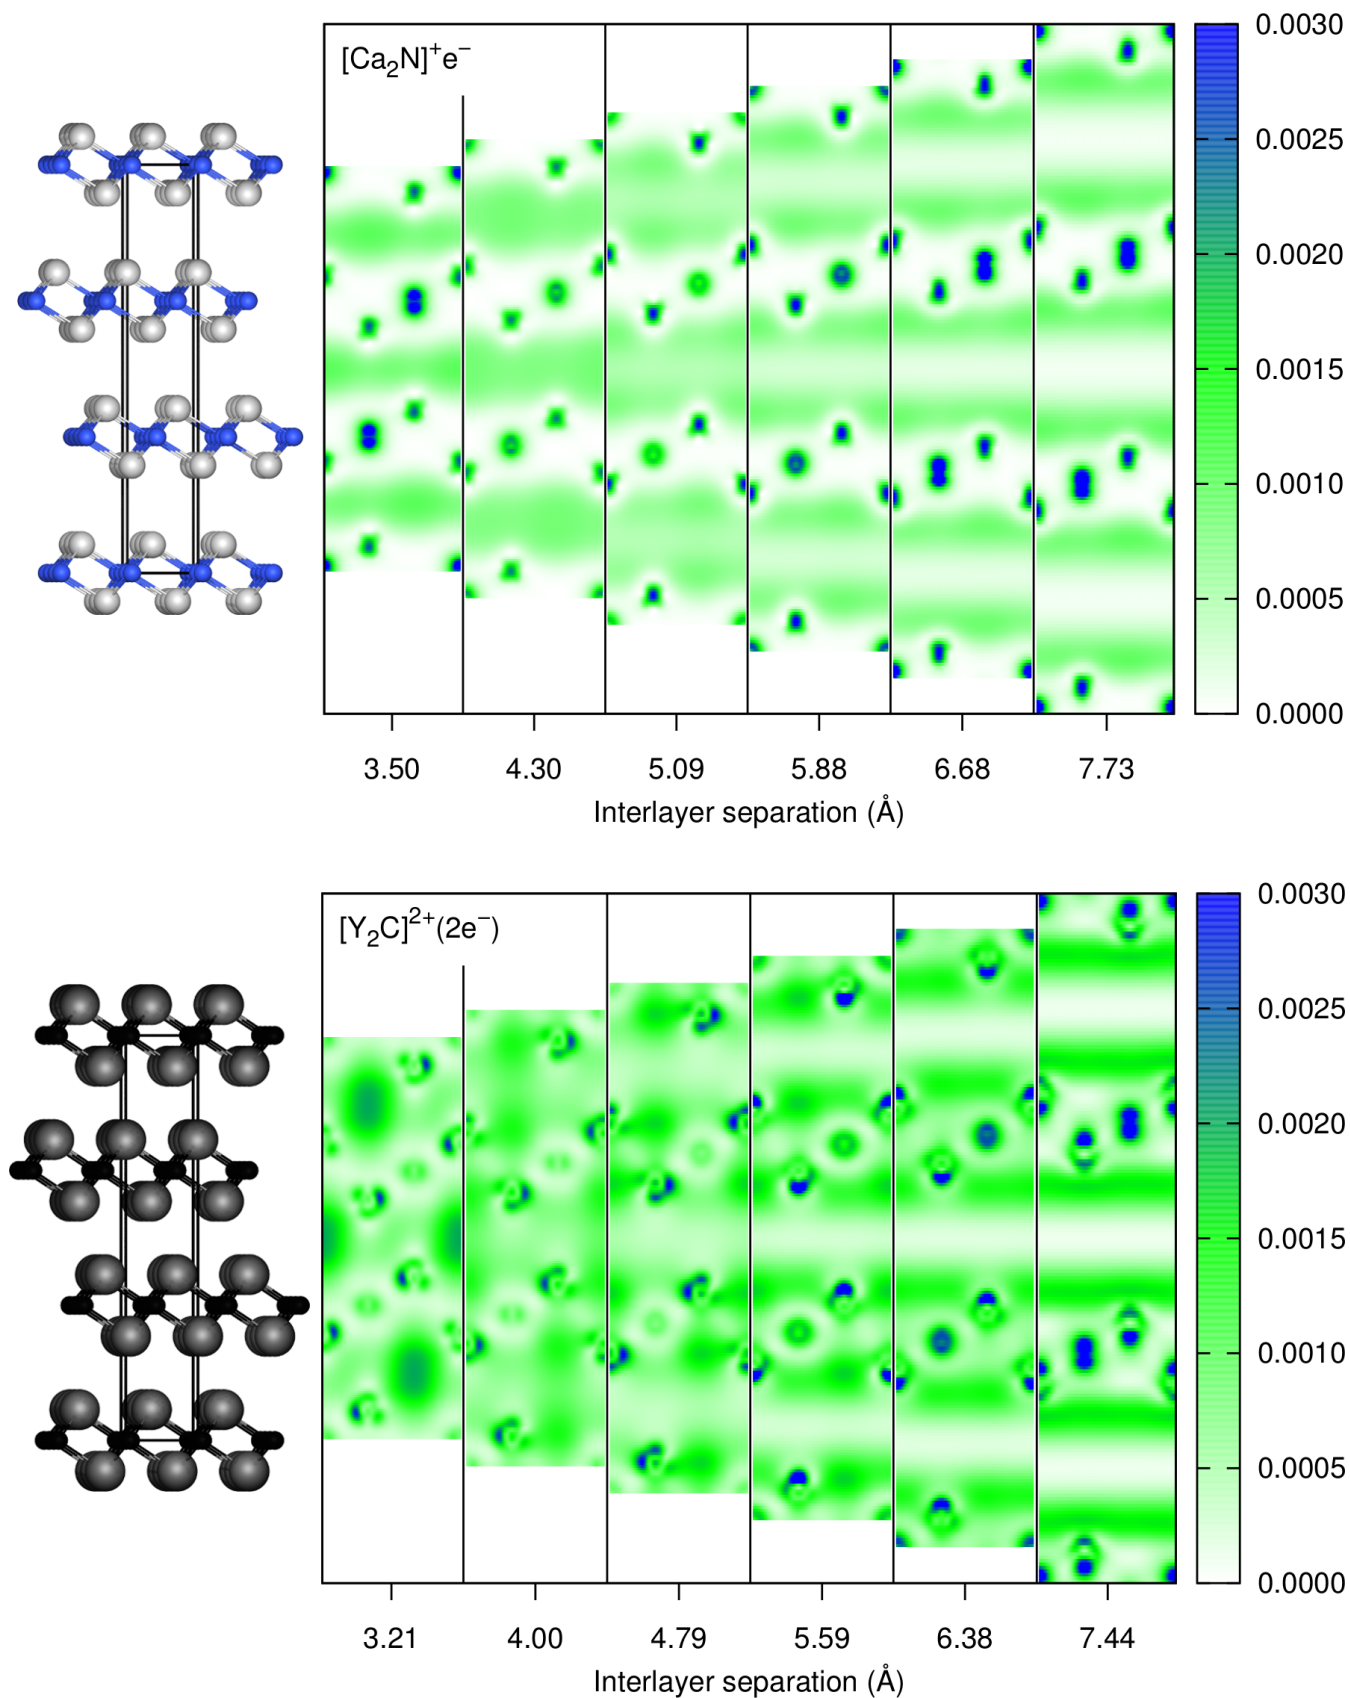 [Ca₂N]⁺e⁻
0.0030
0.0025
0.0020
0.0015
0.0010
0.0005
0.0000
3.50 4.30 5.09 5.88 6.68 7.73
Interlayer separation (Å)
[Y₂C]²⁺(2e⁻)
0.0030
0.0025
0.0020
0.0015
0.0010
0.0005
0.0000
3.21 4.00 4.79 5.59 6.38 7.44
Interlayer separation (Å)